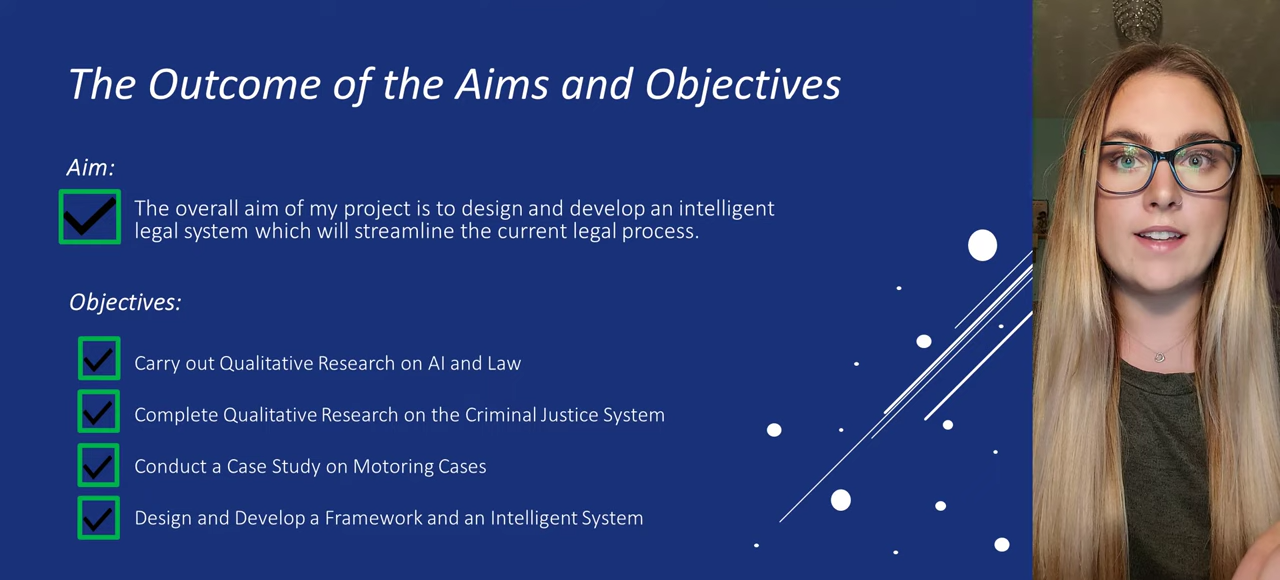 The Outcome of the Aims and Objectives
Aim:
The overall aim of my project is to design and develop an intelligent
legal system which will streamline the current legal process.
Objectives:
Carry out Qualitative Research on AI and Law
Complete Qualitative Research on the Criminal Justice System
Conduct a Case Study on Motoring Cases
Design and Develop a Framework and an Intelligent System